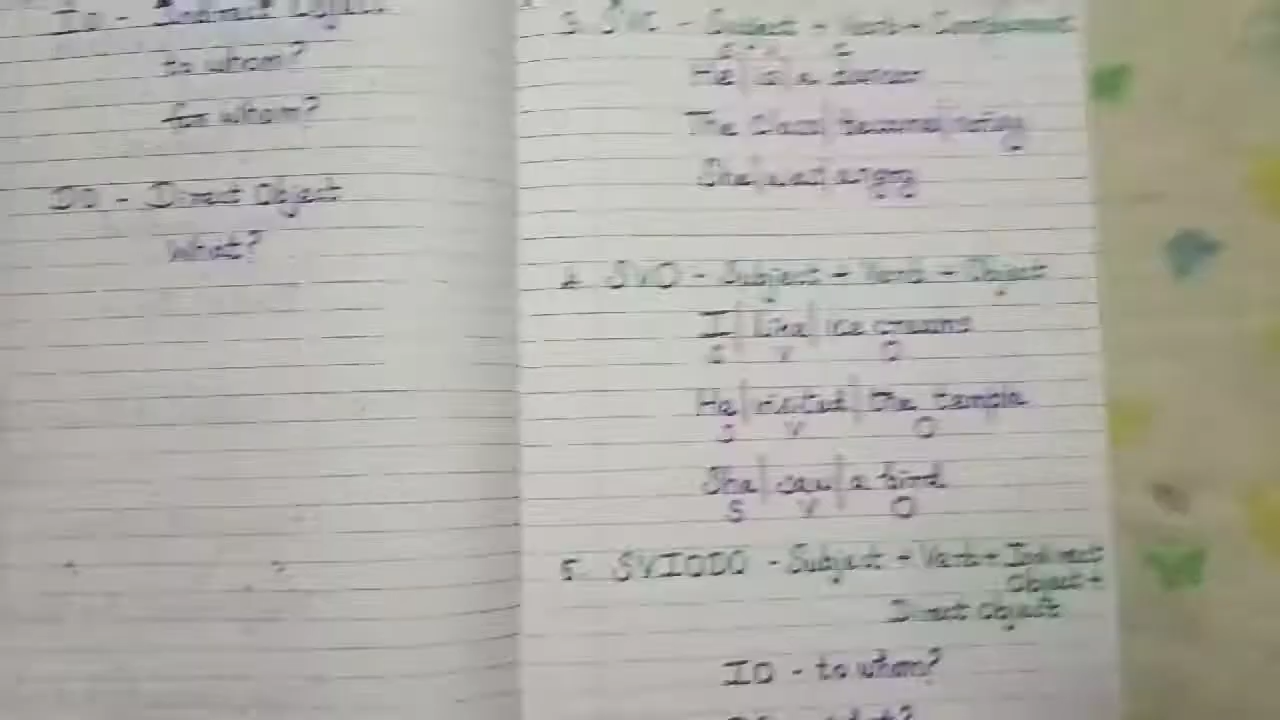 IO - Indirect Object
to whom?
for whom?
DO - Direct Object
What?
3. SVC - Subject + Verb + Complement
S V C
He | is | a
The Class | became | noisy
She | was | angry
4. SVO - Subject + Verb + Object
I | like | ice creams
S V O
He | visited | the temple
S V O
She | saw | a bird
S V O
5. SVIODO - Subject + Verb + Indirect
Object +
Direct Object
IO - to whom?
what?